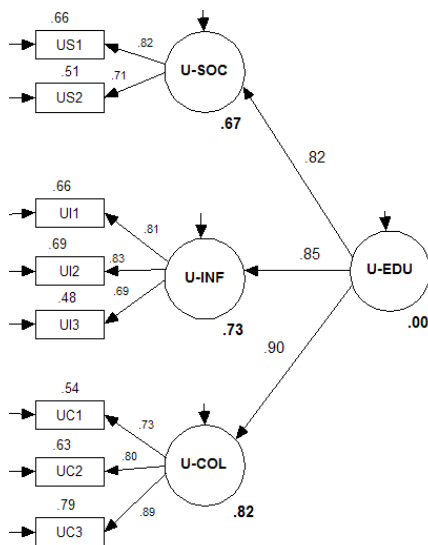 .66
US1
.82
.51
US2
.71
U-SOC
.67
.82
.66
UI1
.81
.69
UI2
.83
.48
UI3
.69
U-INF
.73
.85
U-EDU
.00
.90
.54
UC1
.73
.63
UC2
.80
.79
UC3
.89
U-COL
.82